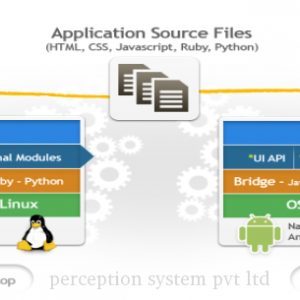 Application Source Files
(HTML, CSS, Javascript, Ruby, Python)
nal Modules
*UI API
by - Python
Bridge - Ja
Linux
OS
Na
An
op
perception system pvt ltd